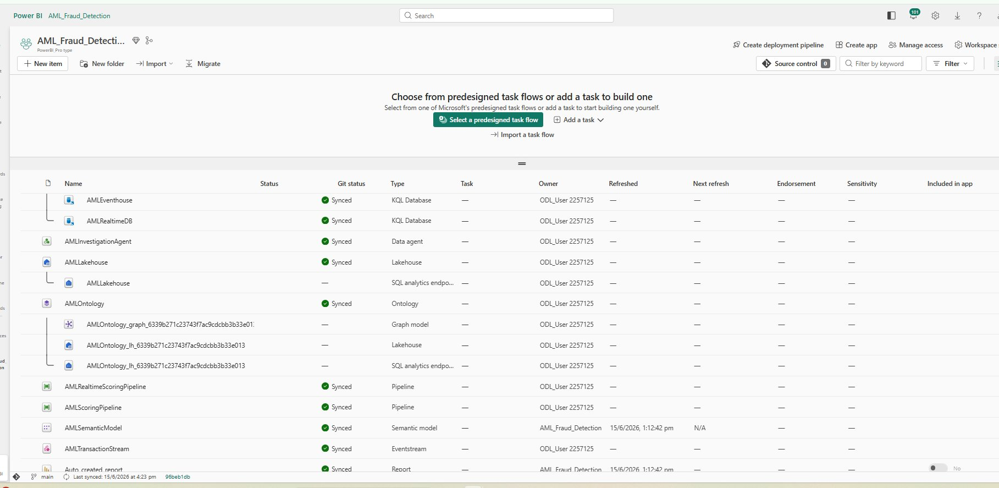 Power BI AML_Fraud_Detection
Search
101
AML_Fraud_Detecti...
PowerBI_Pro type
Create deployment pipeline Create app Manage access Workspace
New item New folder Import Migrate
Source control 0 Filter by keyword Filter
Choose from predesigned task flows or add a task to build one
Select from one of Microsoft's predesigned task flows or add a task to start building one yourself.
Select a predesigned task flow Add a task
Import a task flow
Name Status Git status Type Task Owner Refreshed Next refresh Endorsement Sensitivity Included in app
AMLEventhouse Synced KQL Database — ODL_User 2257125 — — — —
AMLRealtimeDB Synced KQL Database — ODL_User 2257125 — — — —
AMLInvestigationAgent Synced Data agent — ODL_User 2257125 — — — —
AMLLakehouse Synced Lakehouse — ODL_User 2257125 — — — —
AMLLakehouse — SQL analytics endpo... — ODL_User 2257125 — — — —
AMLOntology Synced Ontology — ODL_User 2257125 — — — —
AMLOntology_graph_6339b271c23743f7ac9cdcbb3b33e01 — Graph model — ODL_User 2257125 — — — —
AMLOntology_lh_6339b271c23743f7ac9cdcbb3b33e013 — Lakehouse — ODL_User 2257125 — — — —
AMLOntology_lh_6339b271c23743f7ac9cdcbb3b33e013 — SQL analytics endpo... — ODL_User 2257125 — — — —
AMLRealtimeScoringPipeline Synced Pipeline — ODL_User 2257125 — — — —
AMLScoringPipeline Synced Pipeline — ODL_User 2257125 — — — —
AMLSemanticModel Synced Semantic model — AML_Fraud_Detection 15/6/2026, 1:12:42 pm N/A — —
AMLTransactionStream Synced Eventstream — ODL_User 2257125 — — — —
Auto_created_report Synced Report — AML_Fraud_Detection 15/6/2026, 1:12:42 pm — — — No
main Last synced: 15/6/2026 at 4:23 pm 96beb1db